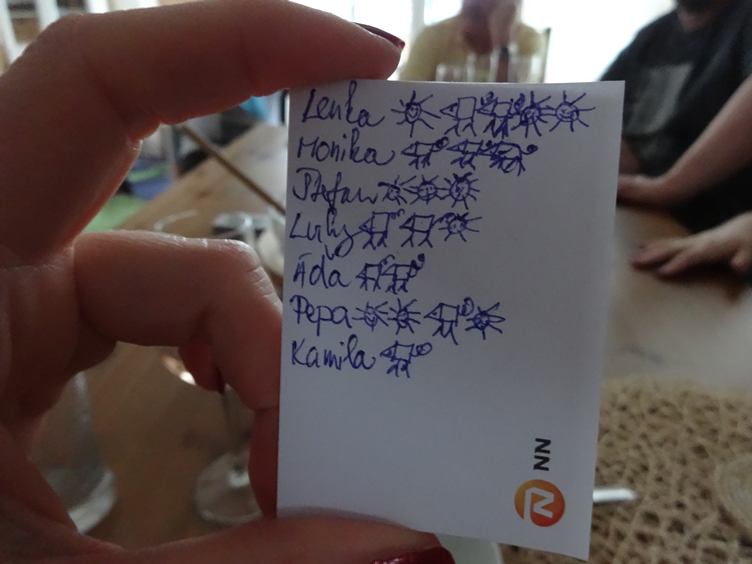 Lenka
Monika
Štefan
Luky
Áda
Pepa
Kamila
NN